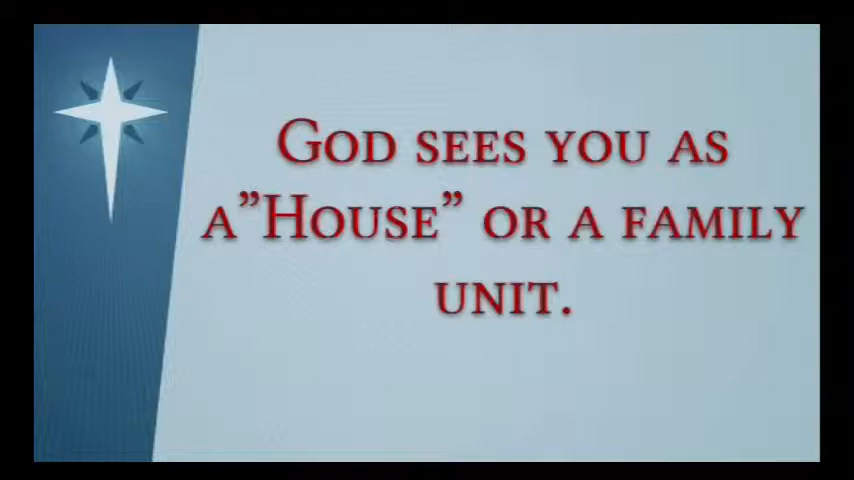 God sees you as
a”House” or a family
unit.